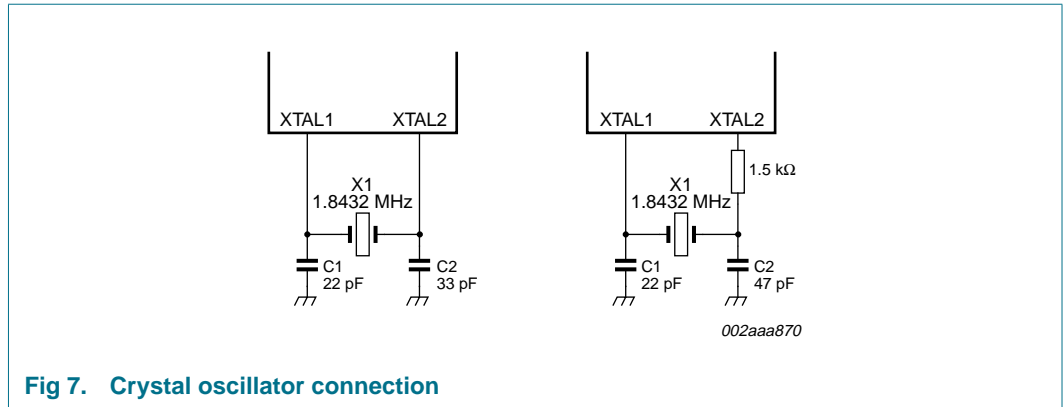 XTAL1 XTAL2
X1
1.8432 MHz
C1
22 pF
C2
33 pF
XTAL1 XTAL2
1.5 kΩ
X1
1.8432 MHz
C1
22 pF
C2
47 pF
002aaa870
Fig 7. Crystal oscillator connection